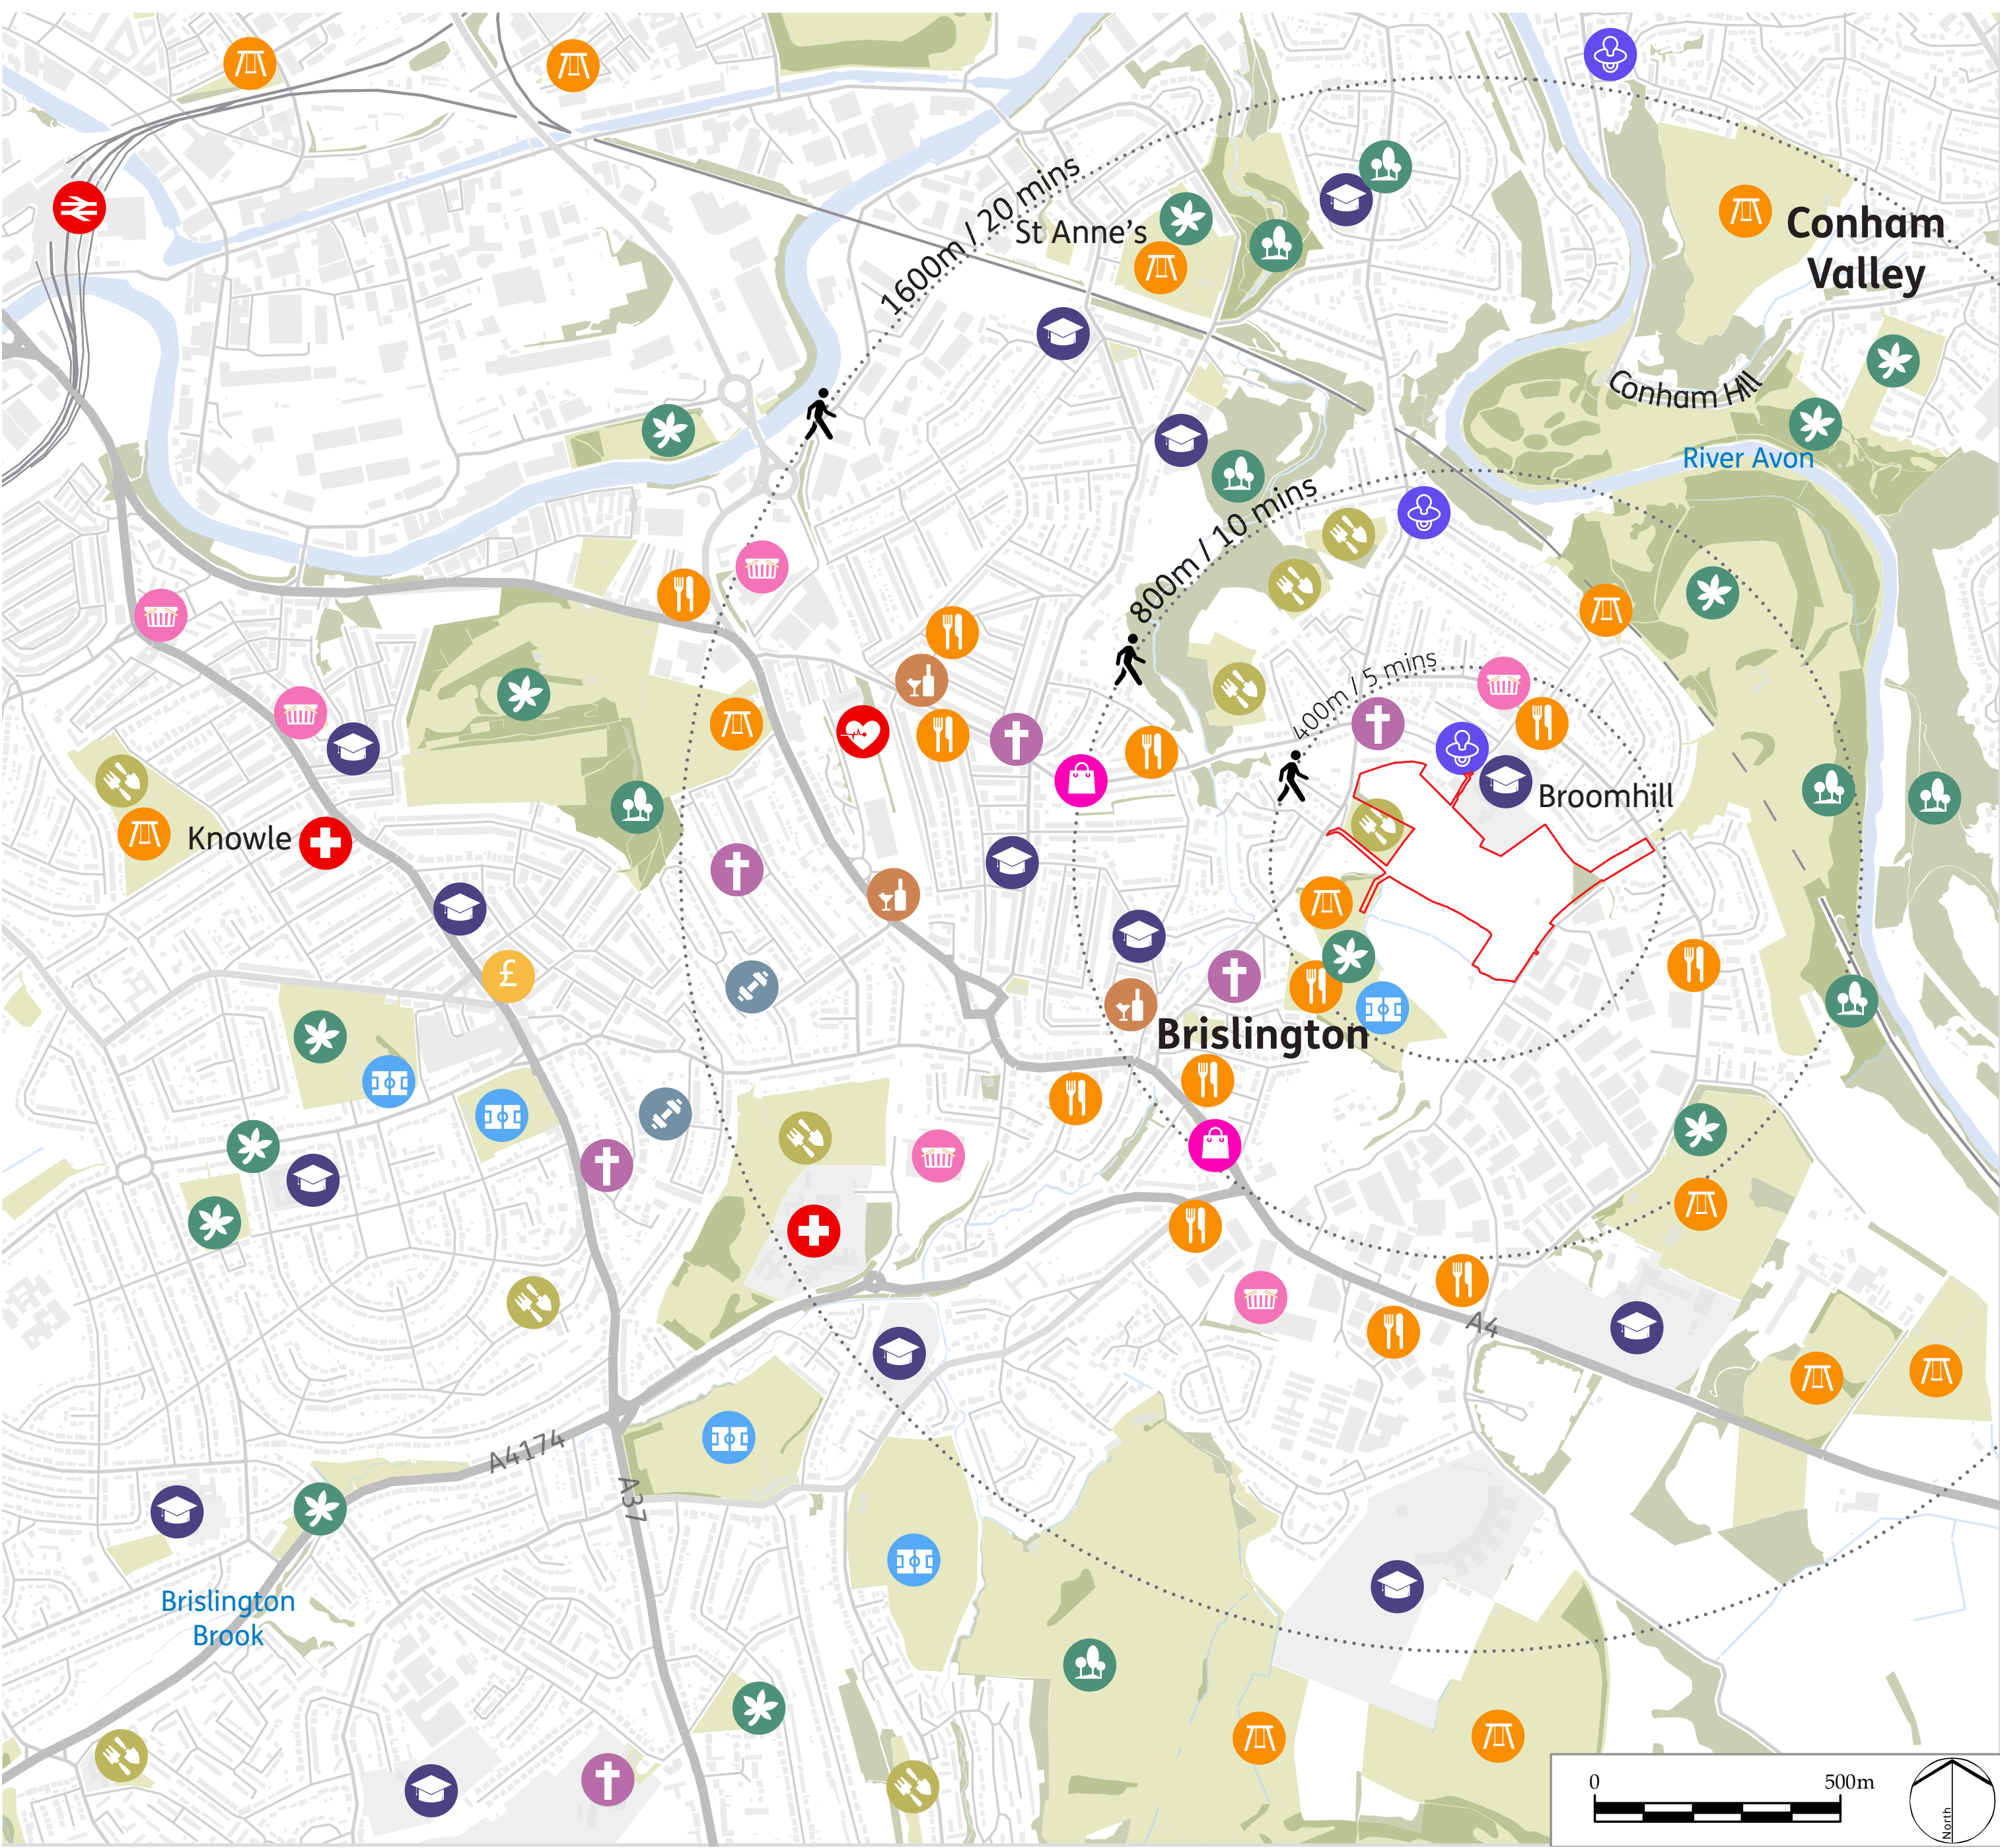 1600m / 20 mins
St Anne's
Conham
Valley
Conham Hill
River Avon
800m / 10 mins
400m / 5 mins
Broomhill
Knowle
£
Brislington
A4
A4174
A37
Brislington
Brook
0 500m
North